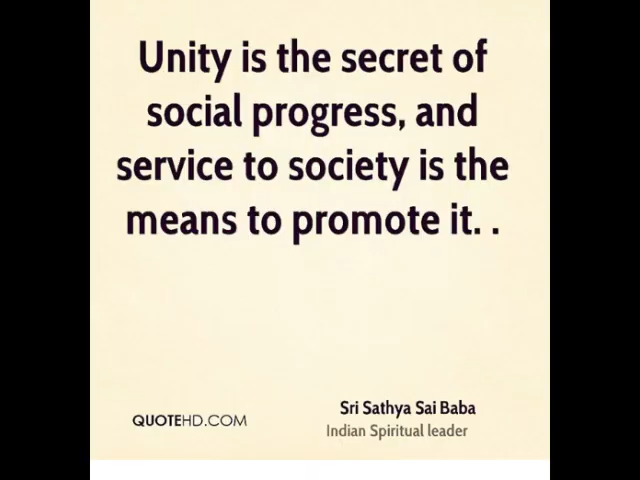 Unity is the secret of
social progress, and
service to society is the
means to promote it. .
Sri Sathya Sai Baba
QUOTEHD.COM
Indian Spiritual leader